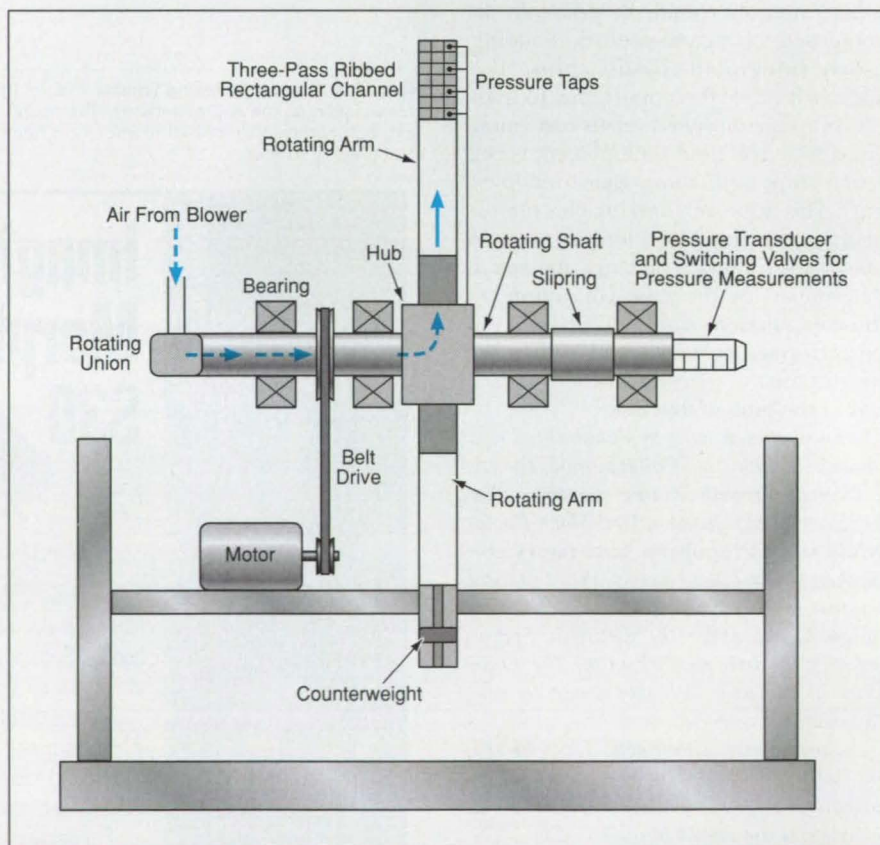 Three-Pass Ribbed
Rectangular Channel
Pressure Taps
Rotating Arm
Air From Blower
Hub
Rotating Shaft
Pressure Transducer
and Switching Valves for
Pressure Measurements
Bearing
Slipring
Rotating
Union
Belt
Drive
Rotating Arm
Motor
Counterweight